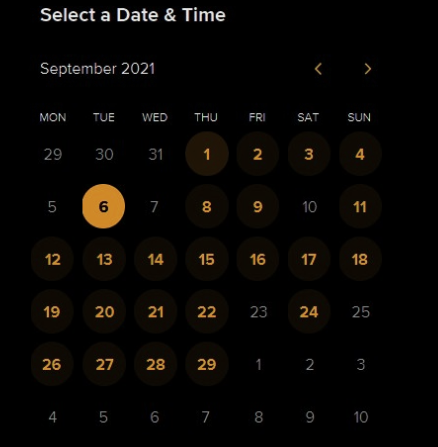 Select a Date & Time
September 2021
MON TUE WED THU FRI SAT SUN
29 30 31 1 2 3 4
5 6 7 8 9 10 11
12 13 14 15 16 17 18
19 20 21 22 23 24 25
26 27 28 29 1 2 3
4 5 6 7 8 9 10